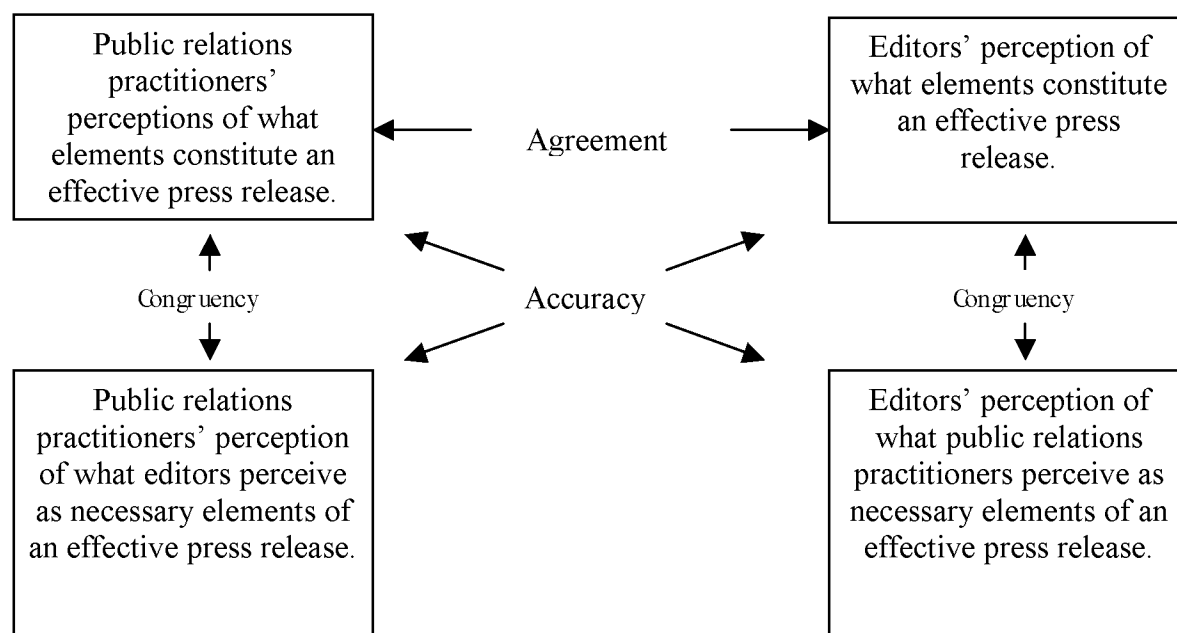 Public relations
practitioners’
perceptions of what
elements constitute an
effective press release.
Agreement
Editors’ perception of
what elements constitute
an effective press
release.
Congruency
Accuracy
Congruency
Public relations
practitioners’ perception
of what editors perceive
as necessary elements of
an effective press release.
Editors’ perception of
what public relations
practitioners perceive as
necessary elements of an
effective press release.